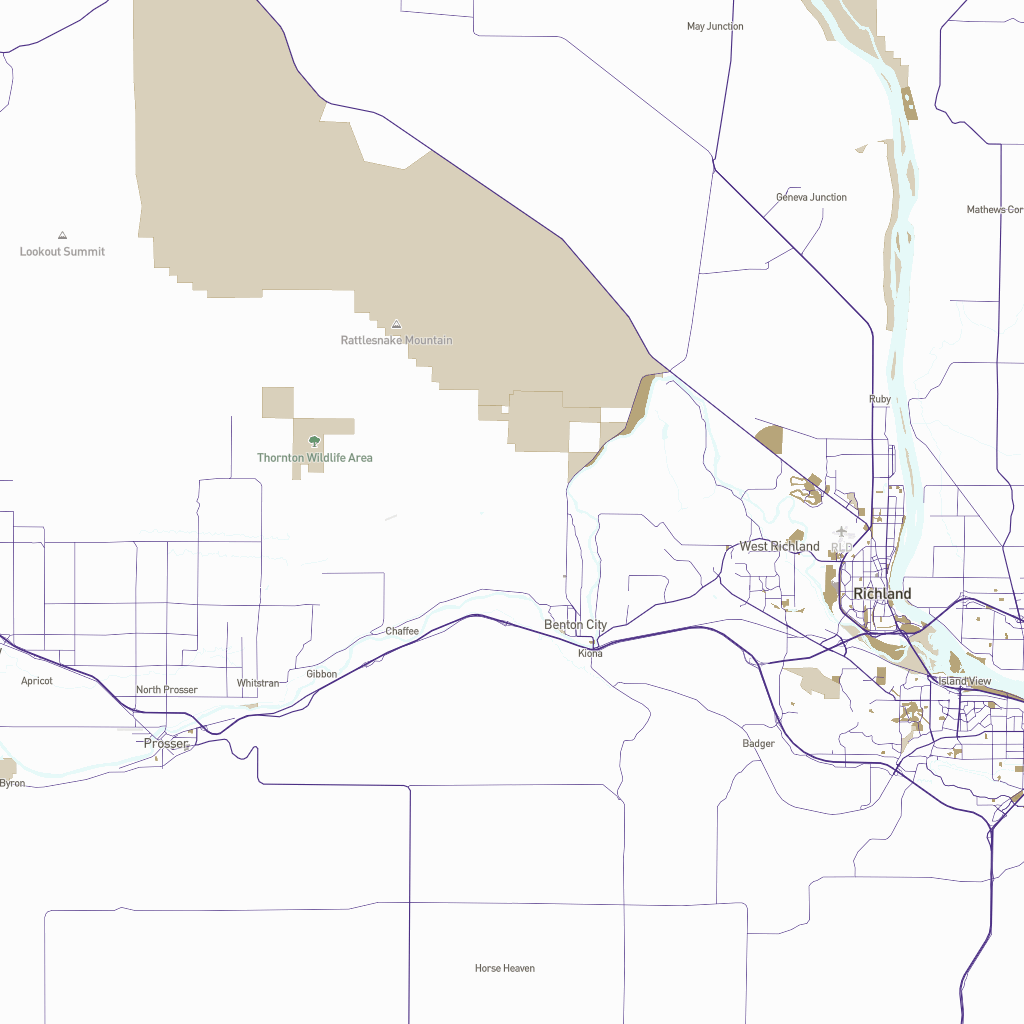 May Junction
Geneva Junction
Mathews Cor
Lookout Summit
Rattlesnake Mountain
Ruby
Thornton Wildlife Area
RLD
West Richland
Richland
Benton City
Chaffee
Kiona
Gibbon
Apricot
North Prosser
Whitstran
Island View
Prosser
Badger
Byron
Horse Heaven